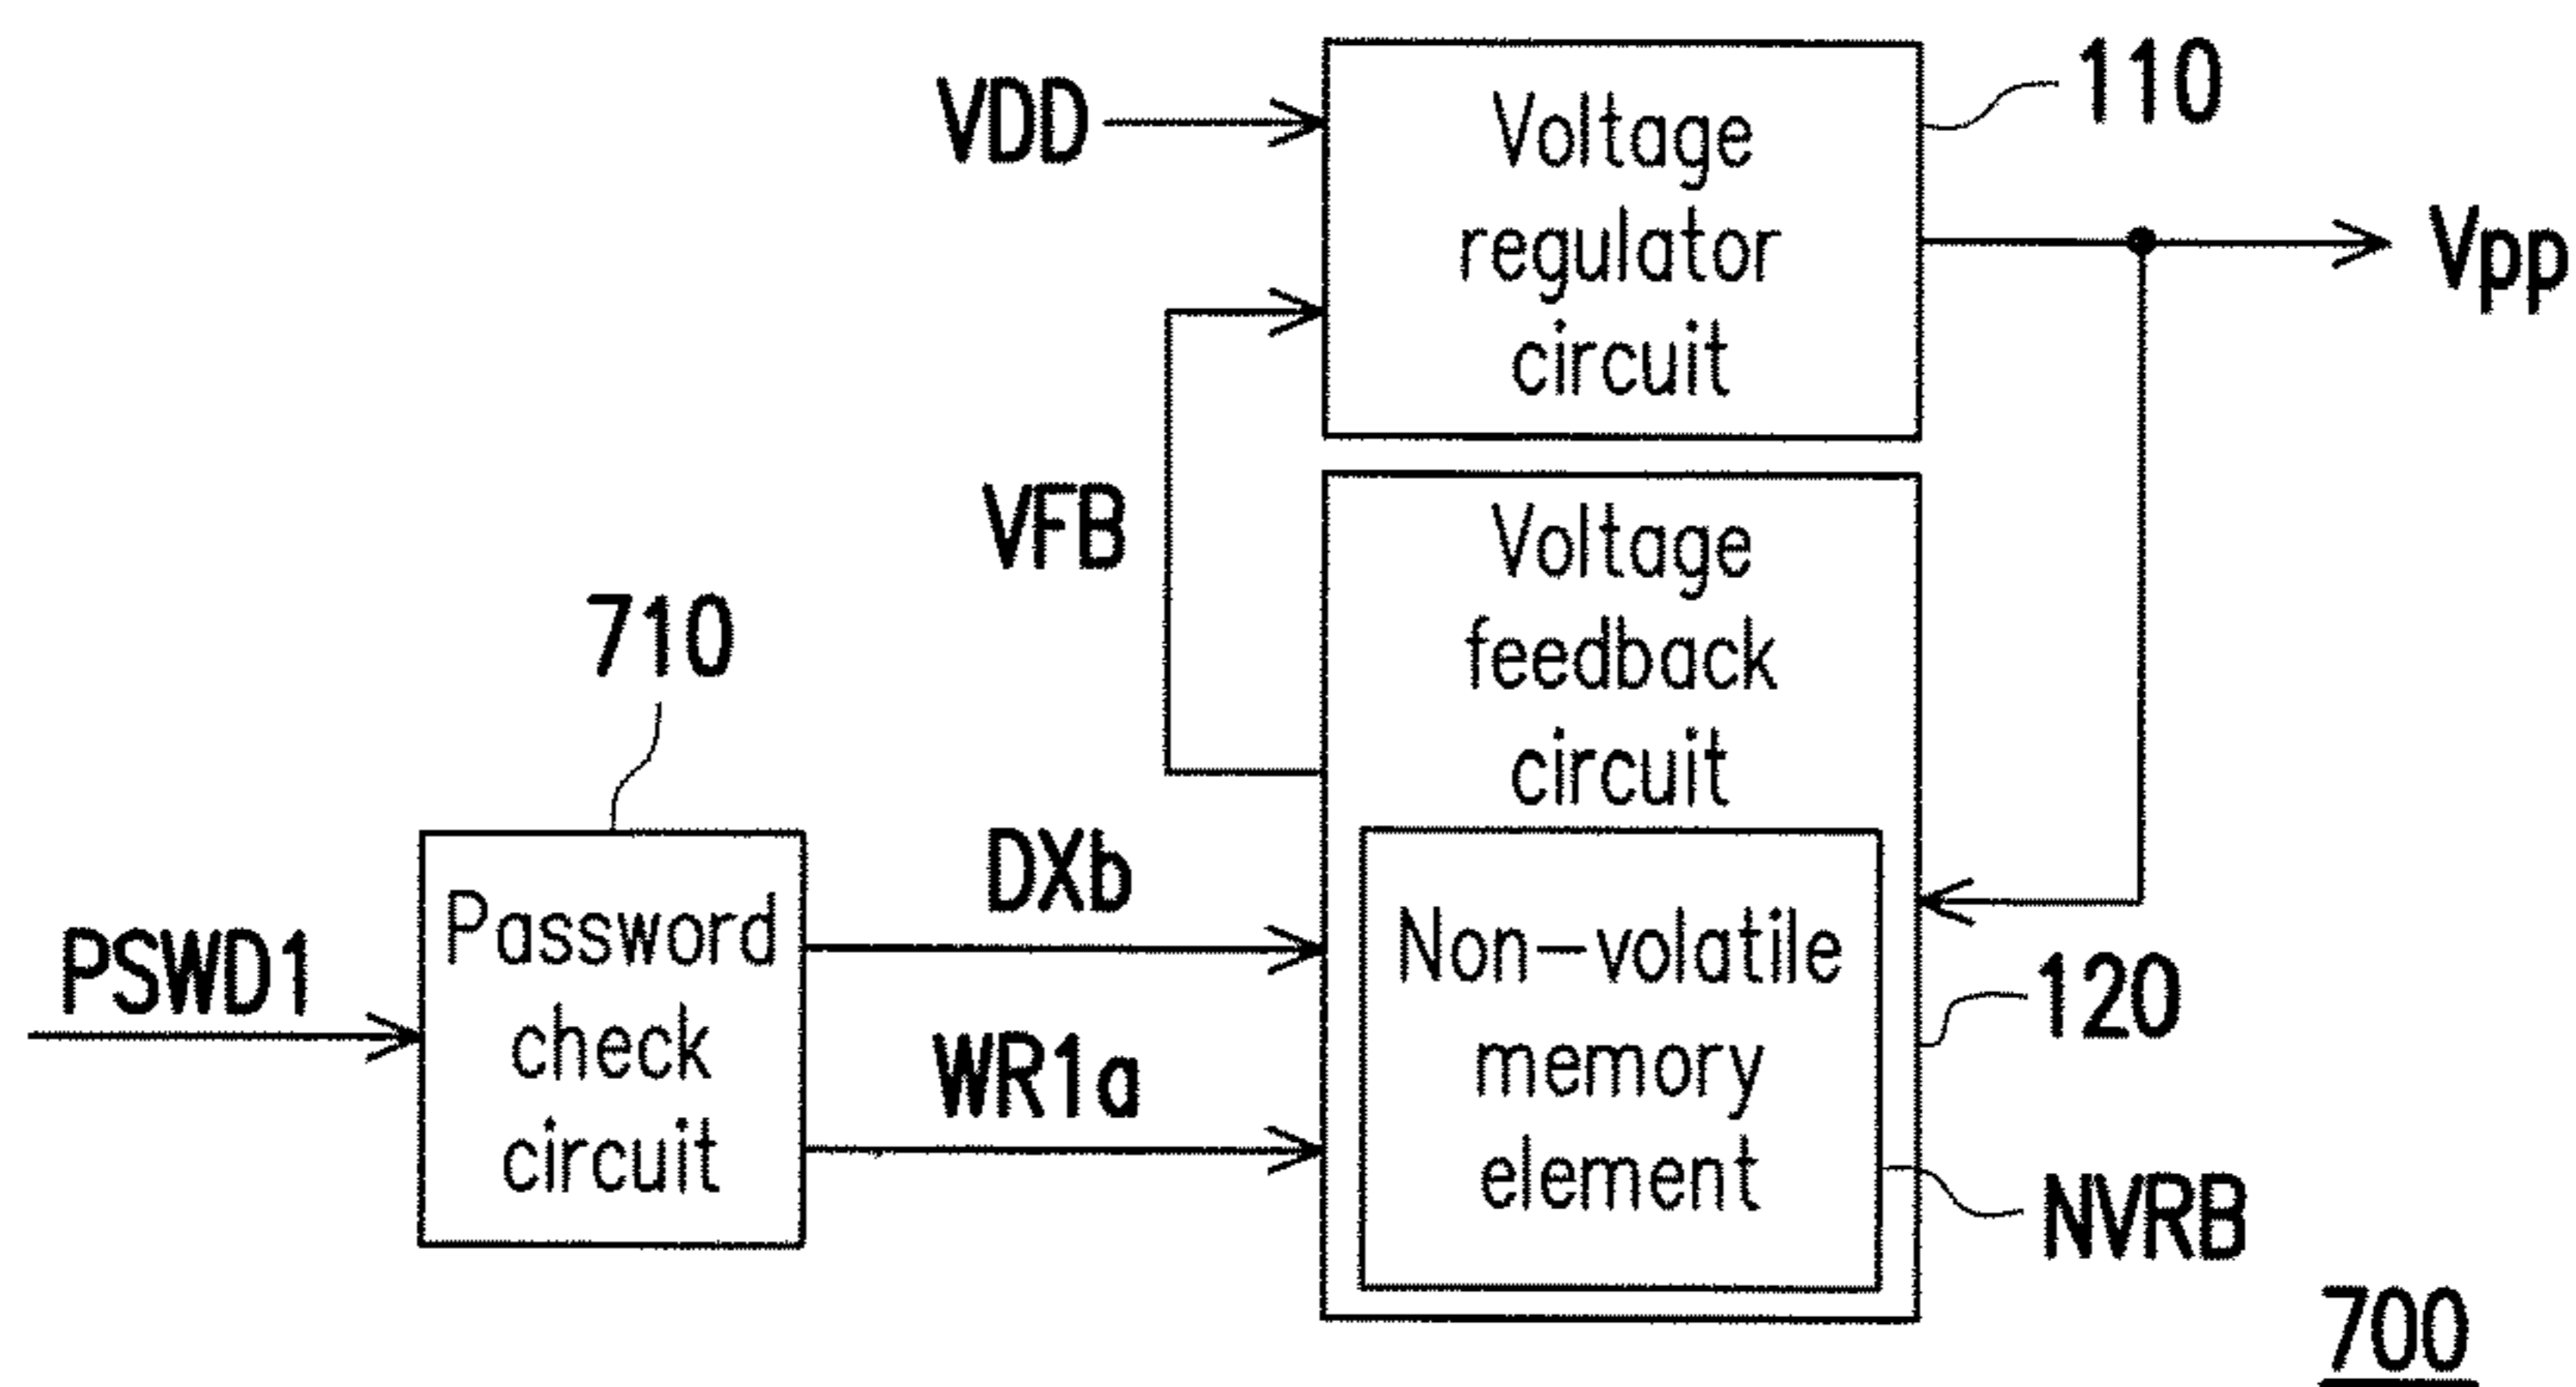 VDD
Voltage
regulator
circuit
110
Vpp
VFB
Voltage
feedback
circuit
710
PSWD1
Password
check
circuit
DXb
WR1a
Non-volatile
memory
element
120
NVRB
700